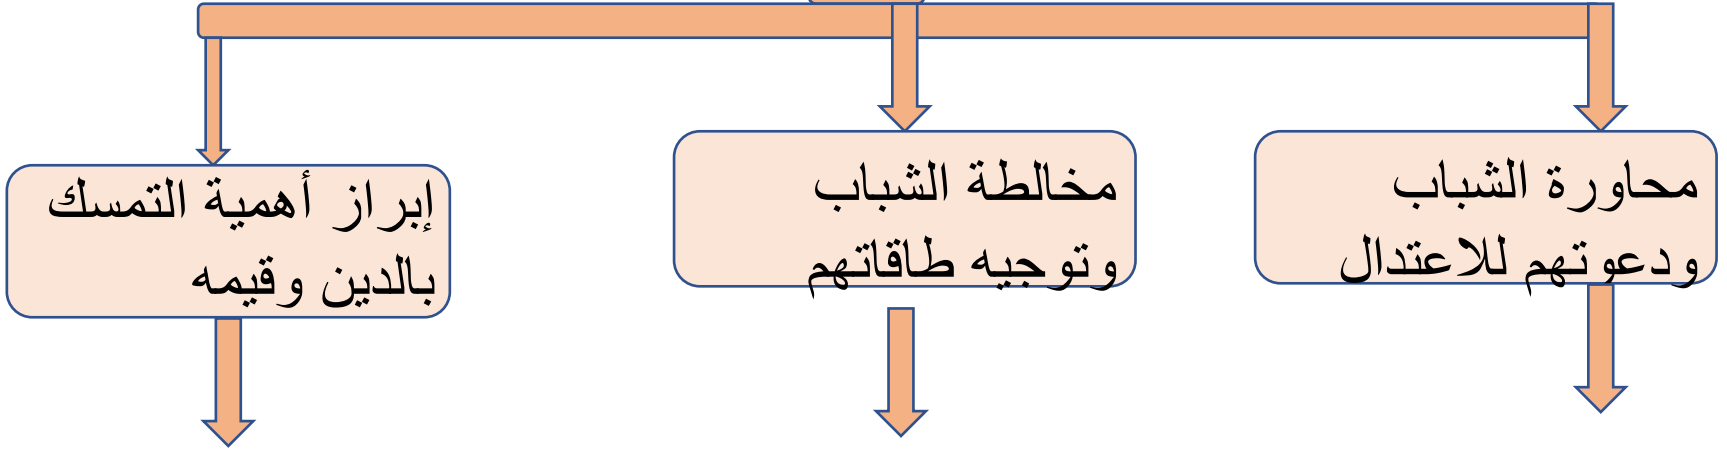 محاورة الشباب
ودعوتهم للاعتدال
مخالطة الشباب
وتوجيه طاقاتهم
إبراز أهمية التمسك
بالدين وقيمه